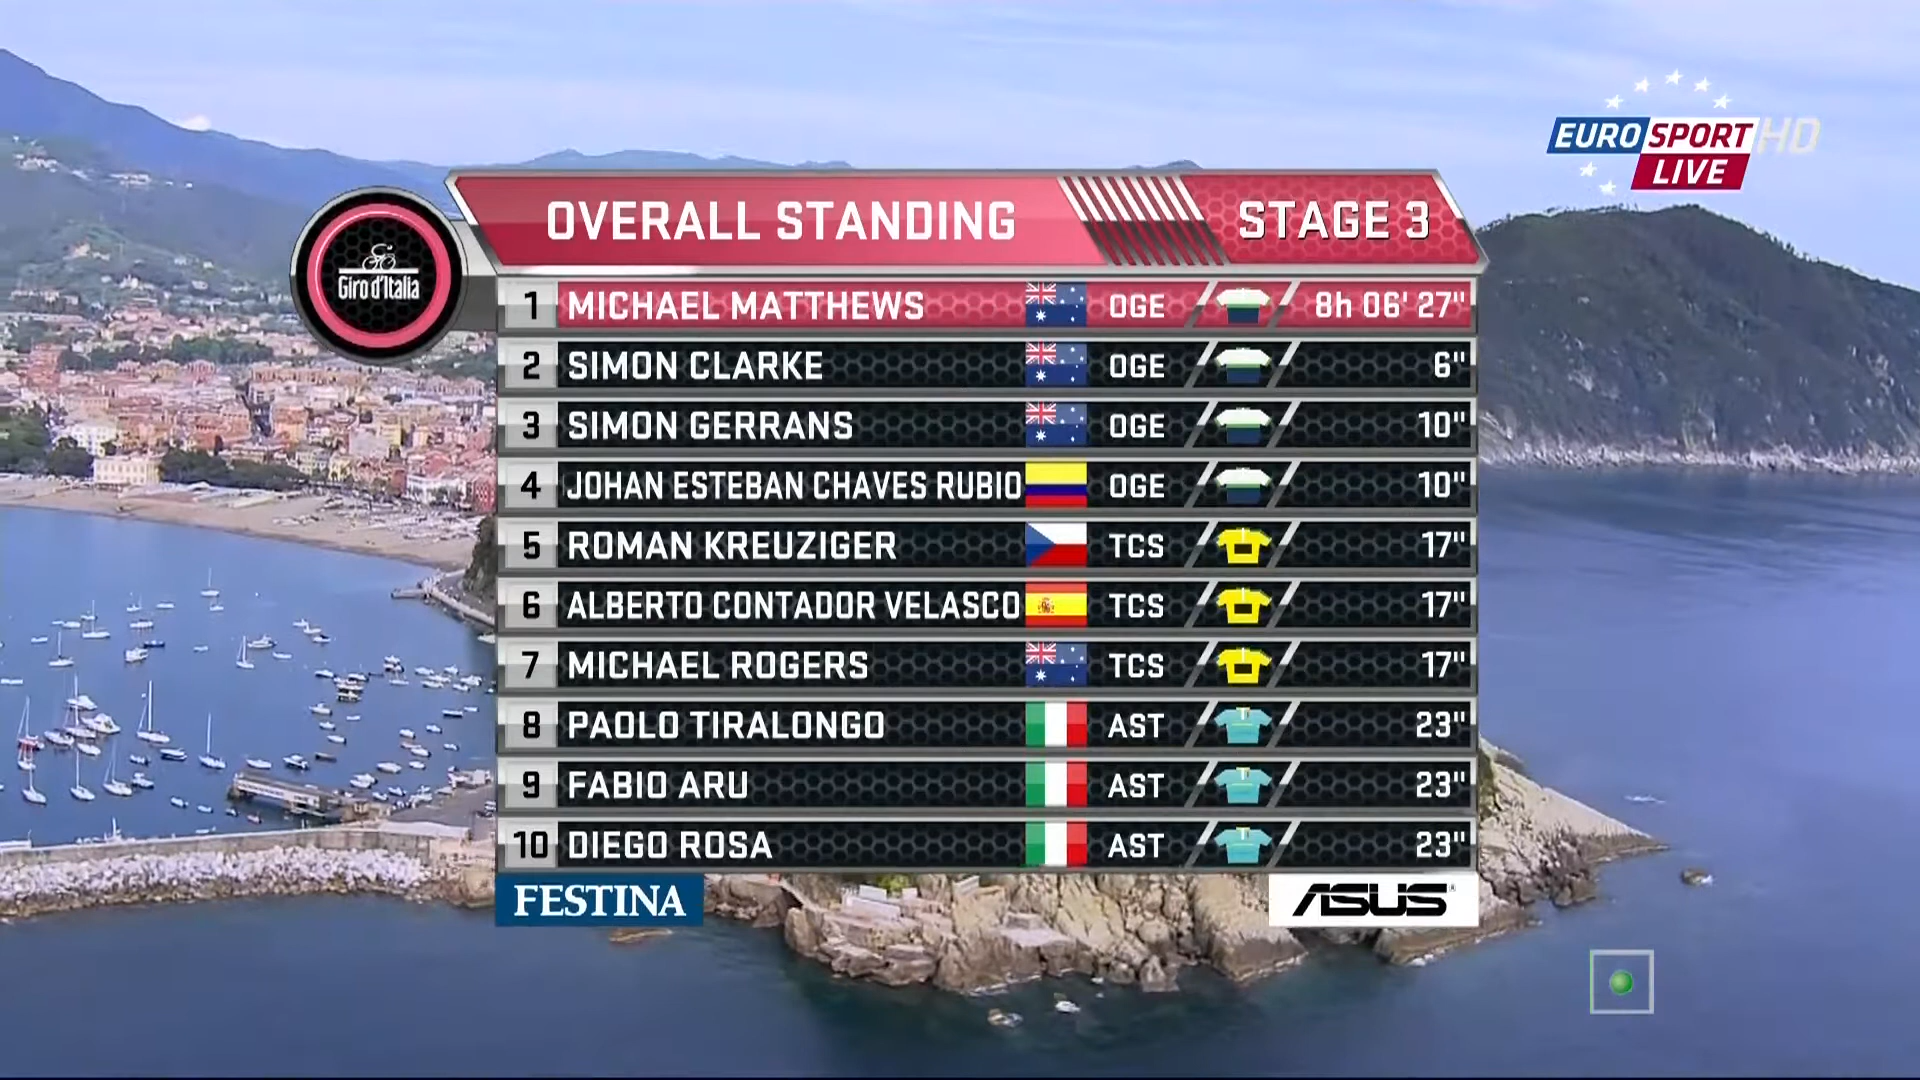 EUROSPORT HD
LIVE
OVERALL STANDING STAGE 3
Giro d'Italia
1 MICHAEL MATTHEWS OGE 8h 06' 27"
2 SIMON CLARKE OGE 6"
3 SIMON GERRANS OGE 10"
4 JOHAN ESTEBAN CHAVES RUBIO OGE 10"
5 ROMAN KREUZIGER TCS 17"
6 ALBERTO CONTADOR VELASCO TCS 17"
7 MICHAEL ROGERS TCS 17"
8 PAOLO TIRALONGO AST 23"
9 FABIO ARU AST 23"
10 DIEGO ROSA AST 23"
FESTINA ASUS